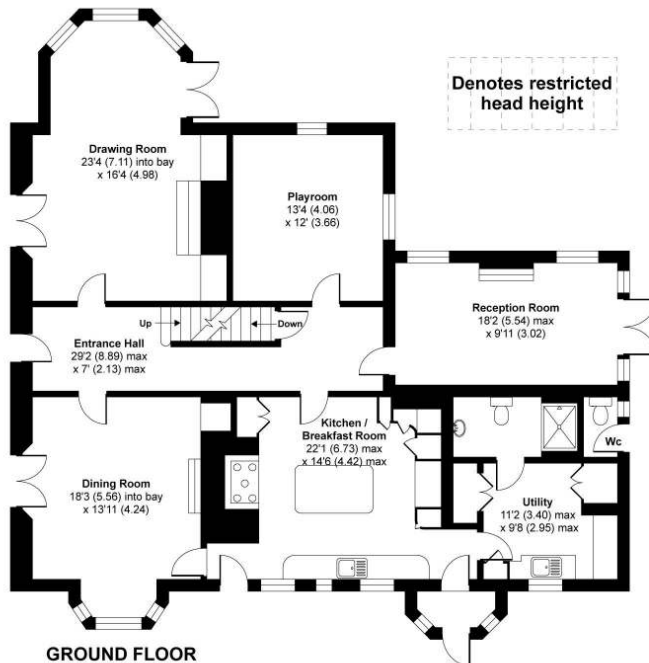 Denotes restricted
head height
Drawing Room
23'4 (7.11) into bay
x 16'4 (4.98)
Playroom
13'4 (4.06)
x 12' (3.66)
Reception Room
18'2 (5.54) max
x 9'11 (3.02)
Up
Down
Entrance Hall
29'2 (8.89) max
x 7' (2.13) max
Kitchen /
Breakfast Room
22'1 (6.73) max
x 14'6 (4.42) max
Wc
Dining Room
18'3 (5.56) into bay
x 13'11 (4.24)
Utility
11'2 (3.40) max
x 9'8 (2.95) max
GROUND FLOOR